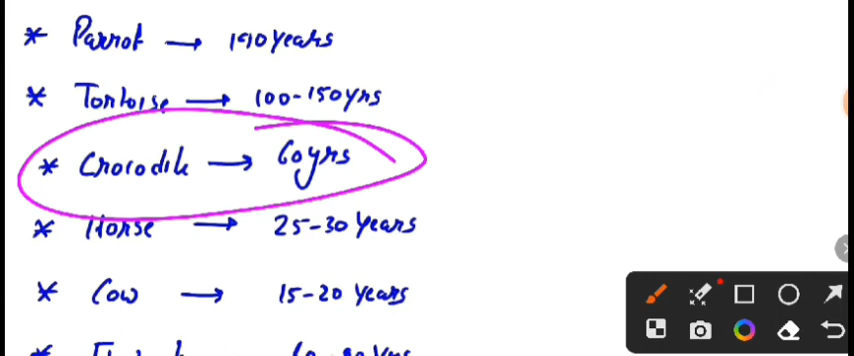 * Parrot → 140 years
* Tortoise → 100-150 yrs
* Crocodile → 60 yrs
* Horse → 25-30 Years
* Cow → 15-20 Years